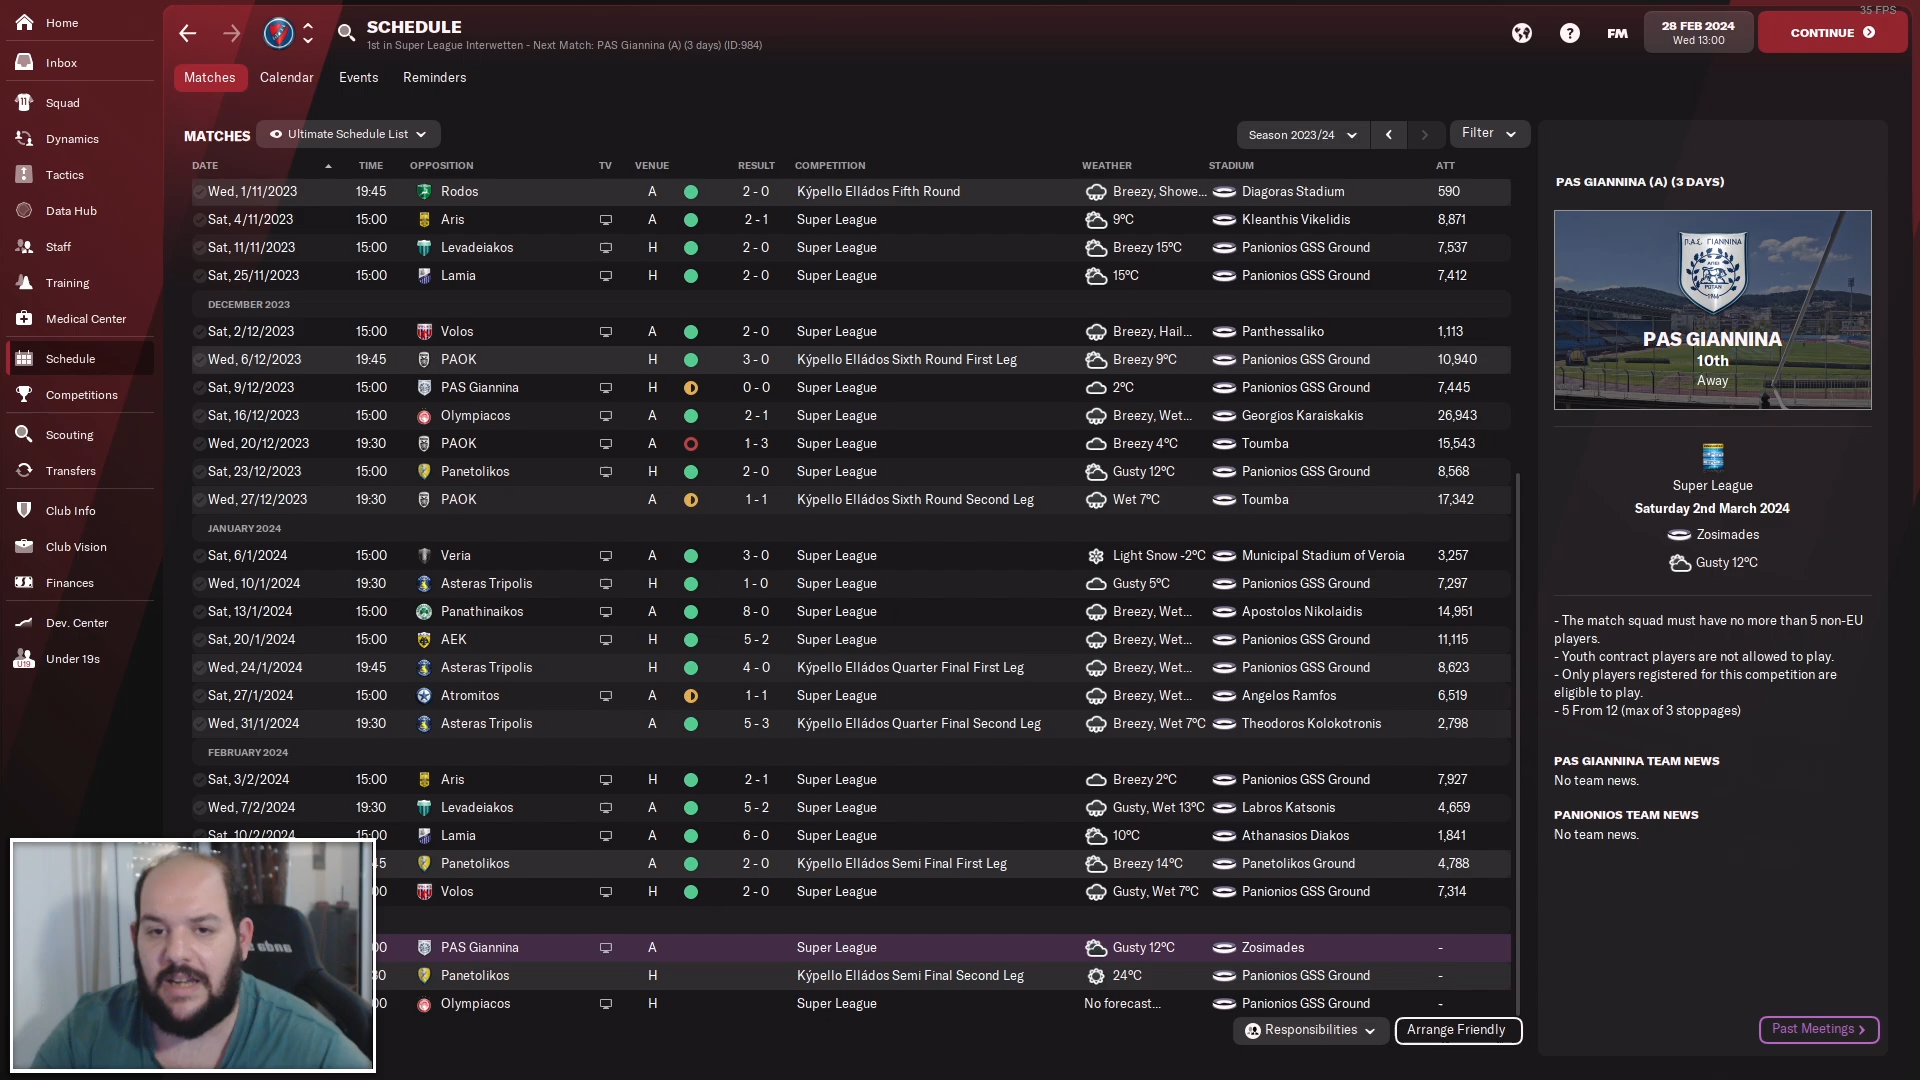 35 FPS
Home
Inbox
Squad
Dynamics
Tactics
Data Hub
Staff
Training
Medical Center
Schedule
Competitions
Scouting
Transfers
Club Info
Club Vision
Finances
Dev. Center
Under 19s
SCHEDULE
1st in Super League Interwetten - Next Match: PAS Giannina (A) (3 days) (ID:984)
FM
28 FEB 2024
Wed 13:00
CONTINUE
Matches Calendar Events Reminders
MATCHES Ultimate Schedule List Season 2023/24 Filter
DATE TIME OPPOSITION TV VENUE RESULT COMPETITION WEATHER STADIUM ATT
Wed, 1/11/2023 19:45 Rodos A 2 - 0 Kýpello Elládos Fifth Round Breezy, Showe... Diagoras Stadium 590
Sat, 4/11/2023 15:00 Aris A 2 - 1 Super League 9°C Kleanthis Vikelidis 8,871
Sat, 11/11/2023 15:00 Levadeiakos H 2 - 0 Super League Breezy 15°C Panionios GSS Ground 7,537
Sat, 25/11/2023 15:00 Lamia H 2 - 0 Super League 15°C Panionios GSS Ground 7,412
DECEMBER 2023
Sat, 2/12/2023 15:00 Volos A 2 - 0 Super League Breezy, Hail... Panthessaliko 1,113
Wed, 6/12/2023 19:45 PAOK H 3 - 0 Kýpello Elládos Sixth Round First Leg Breezy 9°C Panionios GSS Ground 10,940
Sat, 9/12/2023 15:00 PAS Giannina H 0 - 0 Super League 2°C Panionios GSS Ground 7,445
Sat, 16/12/2023 15:00 Olympiacos A 2 - 1 Super League Breezy, Wet... Georgios Karaiskakis 26,943
Wed, 20/12/2023 19:30 PAOK A 1 - 3 Super League Breezy 4°C Toumba 15,543
Sat, 23/12/2023 15:00 Panetolikos H 2 - 0 Super League Gusty 12°C Panionios GSS Ground 8,568
Wed, 27/12/2023 19:30 PAOK A 1 - 1 Kýpello Elládos Sixth Round Second Leg Wet 7°C Toumba 17,342
JANUARY 2024
Sat, 6/1/2024 15:00 Veria A 3 - 0 Super League Light Snow -2°C Municipal Stadium of Veroia 3,257
Wed, 10/1/2024 19:30 Asteras Tripolis H 1 - 0 Super League Gusty 5°C Panionios GSS Ground 7,297
Sat, 13/1/2024 15:00 Panathinaikos A 8 - 0 Super League Breezy, Wet... Apostolos Nikolaidis 14,951
Sat, 20/1/2024 15:00 AEK H 5 - 2 Super League Breezy, Wet... Panionios GSS Ground 11,115
Wed, 24/1/2024 19:45 Asteras Tripolis H 4 - 0 Kýpello Elládos Quarter Final First Leg Breezy, Wet... Panionios GSS Ground 8,623
Sat, 27/1/2024 15:00 Atromitos A 1 - 1 Super League Breezy, Wet... Angelos Ramfos 6,519
Wed, 31/1/2024 19:30 Asteras Tripolis A 5 - 3 Kýpello Elládos Quarter Final Second Leg Breezy, Wet 7°C Theodoros Kolokotronis 2,798
FEBRUARY 2024
Sat, 3/2/2024 15:00 Aris H 2 - 1 Super League Breezy 2°C Panionios GSS Ground 7,927
Wed, 7/2/2024 19:30 Levadeiakos A 5 - 2 Super League Gusty, Wet 13°C Labros Katsonis 4,659
Sat, 10/2/2024 15:00 Lamia A 6 - 0 Super League 10°C Athanasios Diakos 1,841
45 Panetolikos A 2 - 0 Kýpello Elládos Semi Final First Leg Breezy 14°C Panetolikos Ground 4,788
00 Volos H 2 - 0 Super League Gusty, Wet 7°C Panionios GSS Ground 7,314
00 PAS Giannina A Super League Gusty 12°C Zosimades -
30 Panetolikos H Kýpello Elládos Semi Final Second Leg 24°C Panionios GSS Ground -
00 Olympiacos H Super League No forecast... Panionios GSS Ground -
Responsibilities Arrange Friendly
PAS GIANNINA (A) (3 DAYS)
Π.Α.Σ. ΓΙΑΝΝΙΝΑ
1966
PAS GIANNINA
10th
Away
Super League
Saturday 2nd March 2024
Zosimades
Gusty 12°C
- The match squad must have no more than 5 non-EU
players.
- Youth contract players are not allowed to play.
- Only players registered for this competition are
eligible to play.
- 5 From 12 (max of 3 stoppages)
PAS GIANNINA TEAM NEWS
No team news.
PANIONIOS TEAM NEWS
No team news.
Past Meetings